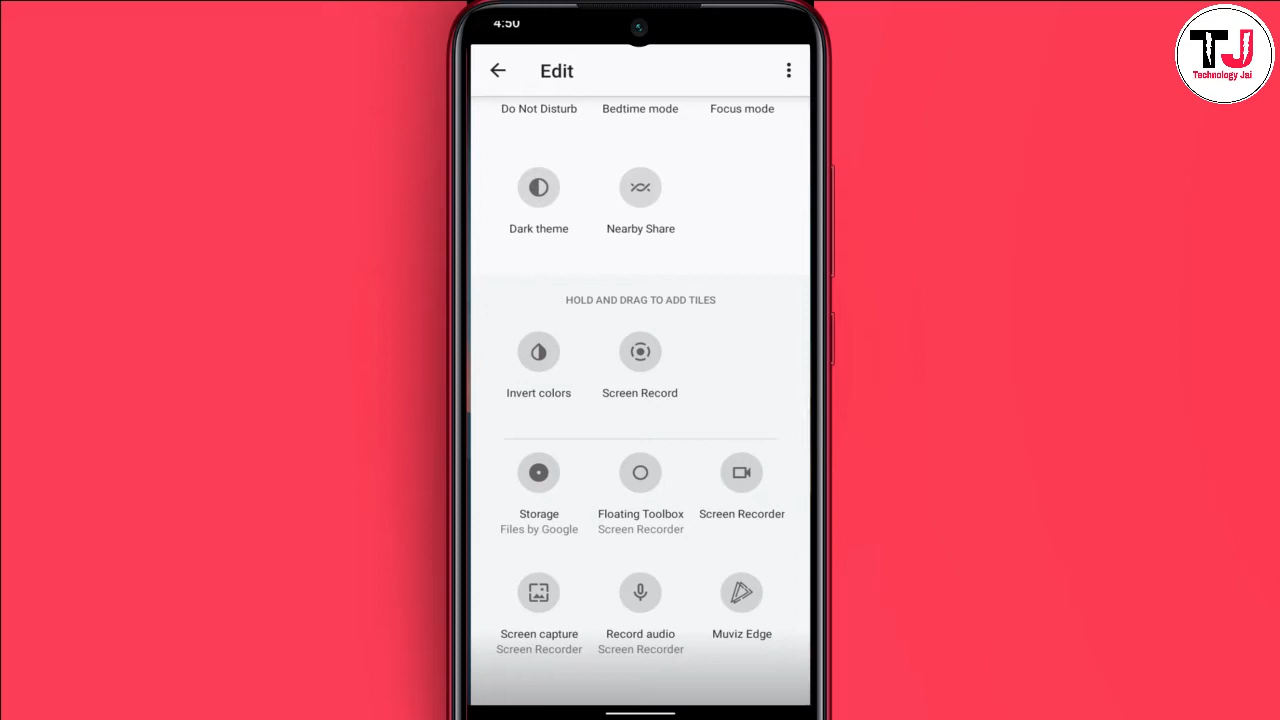 4:50
Edit
TJ
Technology Jai
Do Not Disturb Bedtime mode Focus mode
Dark theme Nearby Share
HOLD AND DRAG TO ADD TILES
Invert colors Screen Record
Storage Floating Toolbox Screen Recorder
Files by Google Screen Recorder
Screen capture Record audio Muviz Edge
Screen Recorder Screen Recorder